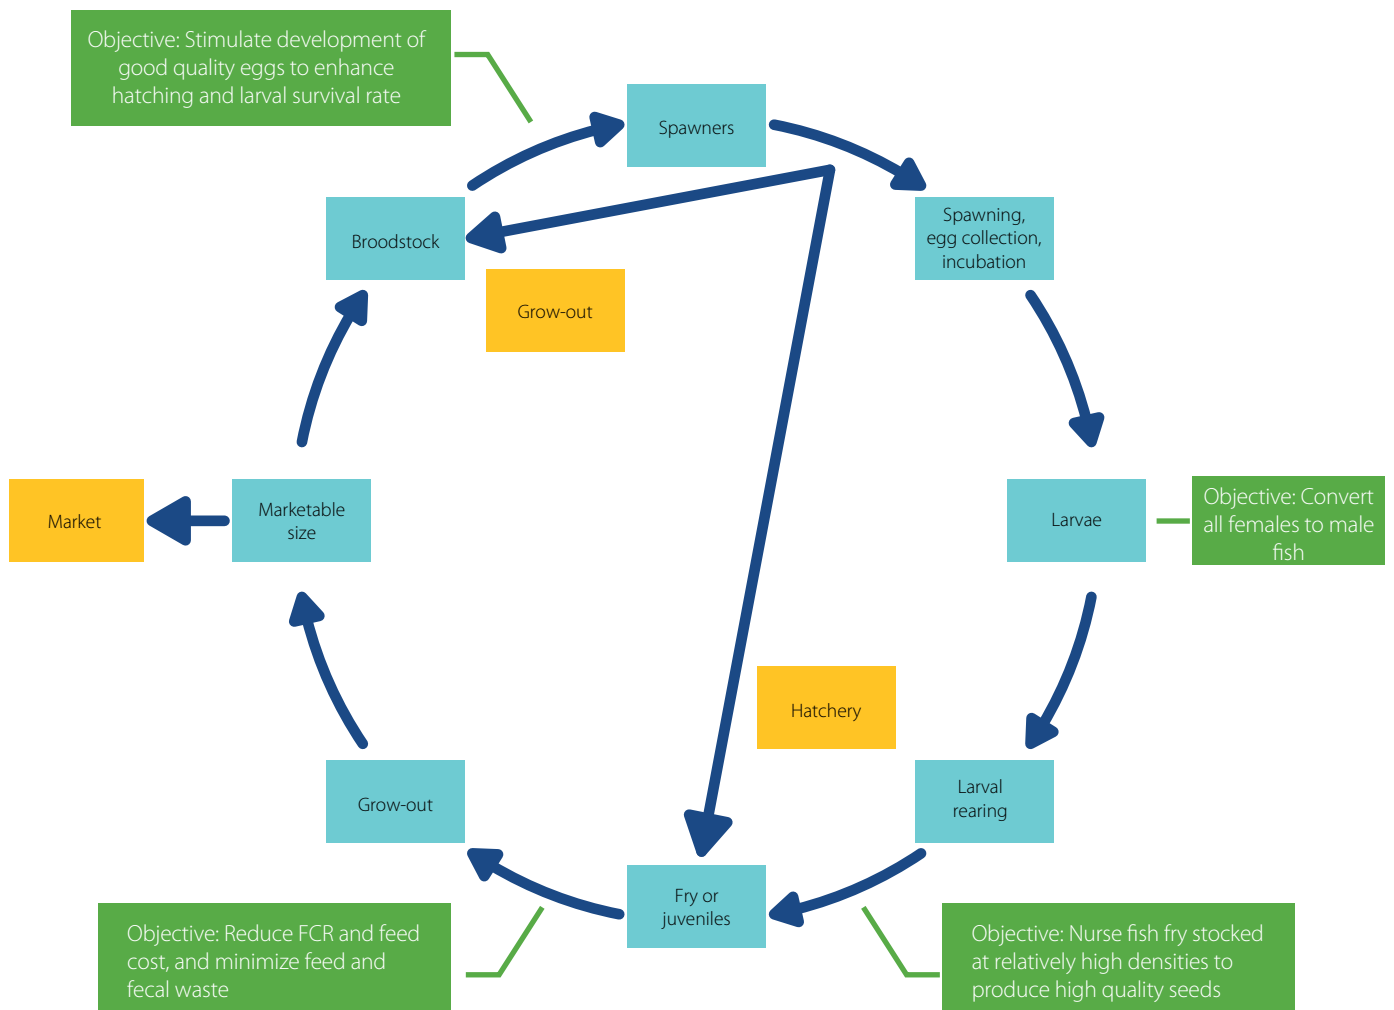 Objective: Stimulate development of
good quality eggs to enhance
hatching and larval survival rate
Spawners
Broodstock
Spawning,
egg collection,
incubation
Grow-out
Market
Marketable
size
Larvae
Objective: Convert
all females to male
fish
Hatchery
Grow-out
Larval
rearing
Fry or
juveniles
Objective: Reduce FCR and feed
cost, and minimize feed and
fecal waste
Objective: Nurse fish fry stocked
at relatively high densities to
produce high quality seeds